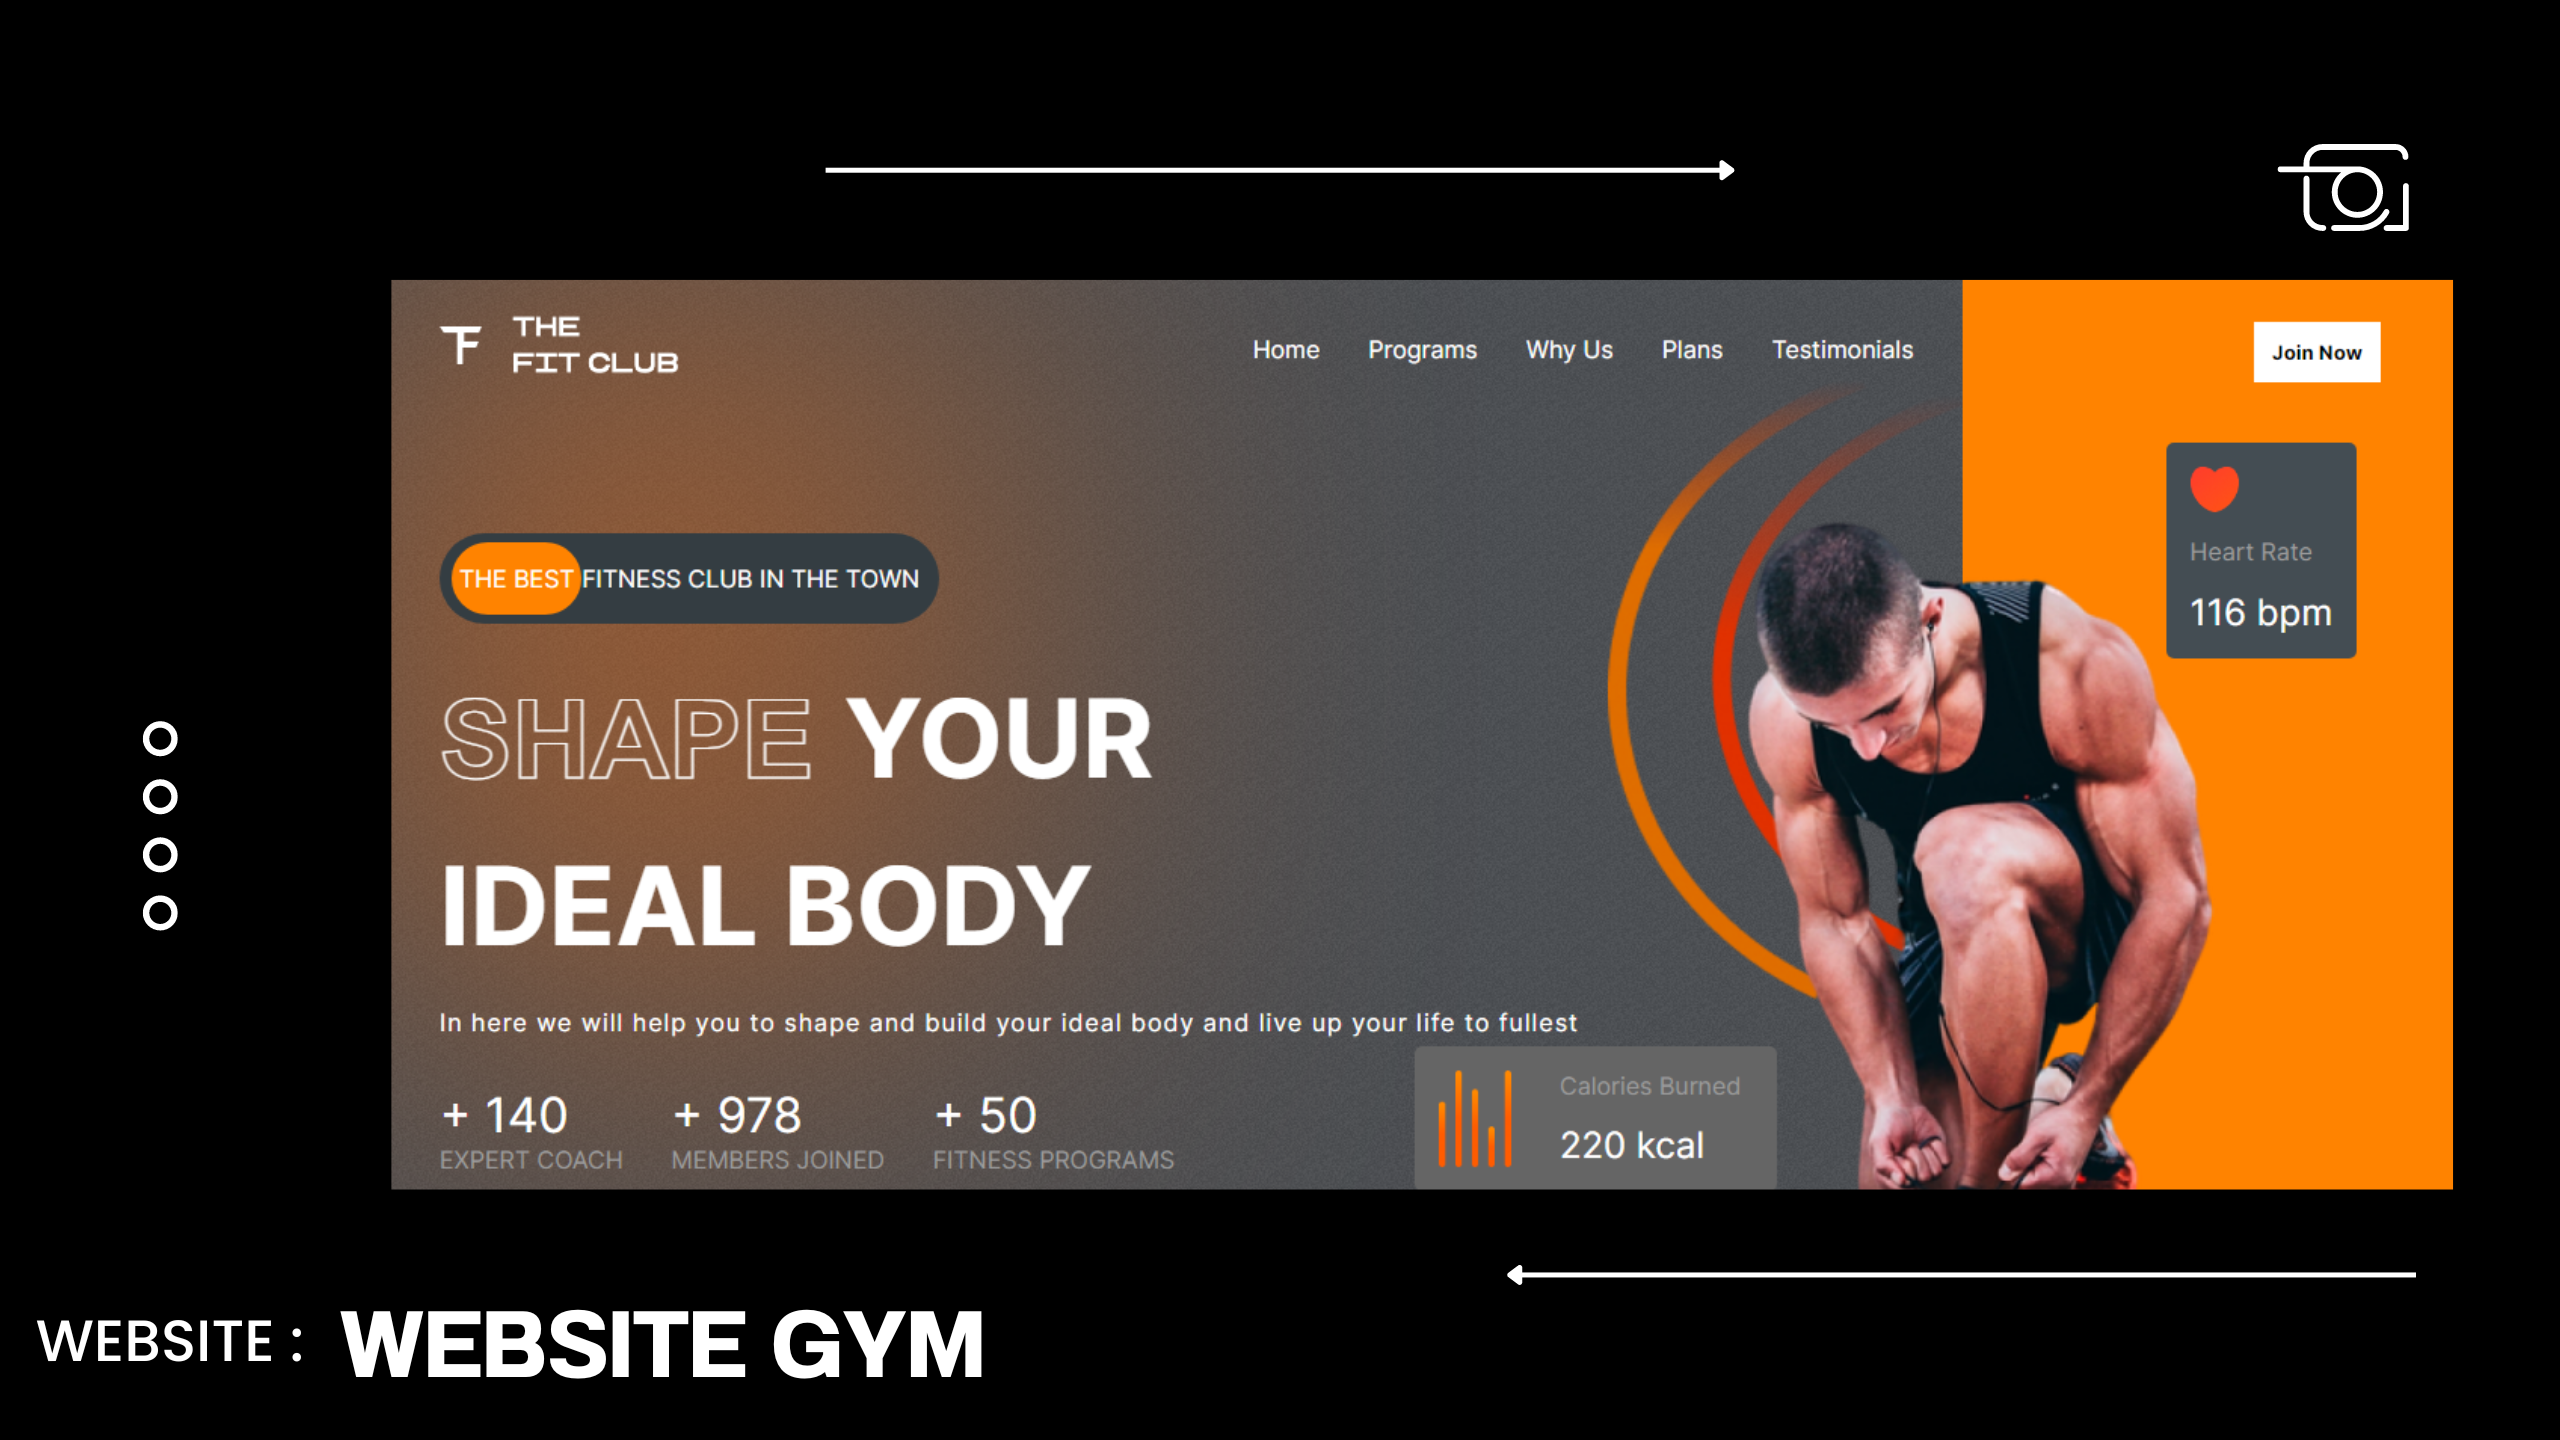 THE
FIT CLUB
Home Programs Why Us Plans Testimonials
Join Now
Heart Rate
116 bpm
THE BEST FITNESS CLUB IN THE TOWN
SHAPE YOUR
IDEAL BODY
In here we will help you to shape and build your ideal body and live up your life to fullest
+ 140 + 978 + 50
EXPERT COACH MEMBERS JOINED FITNESS PROGRAMS
Calories Burned
220 kcal
WEBSITE : WEBSITE GYM